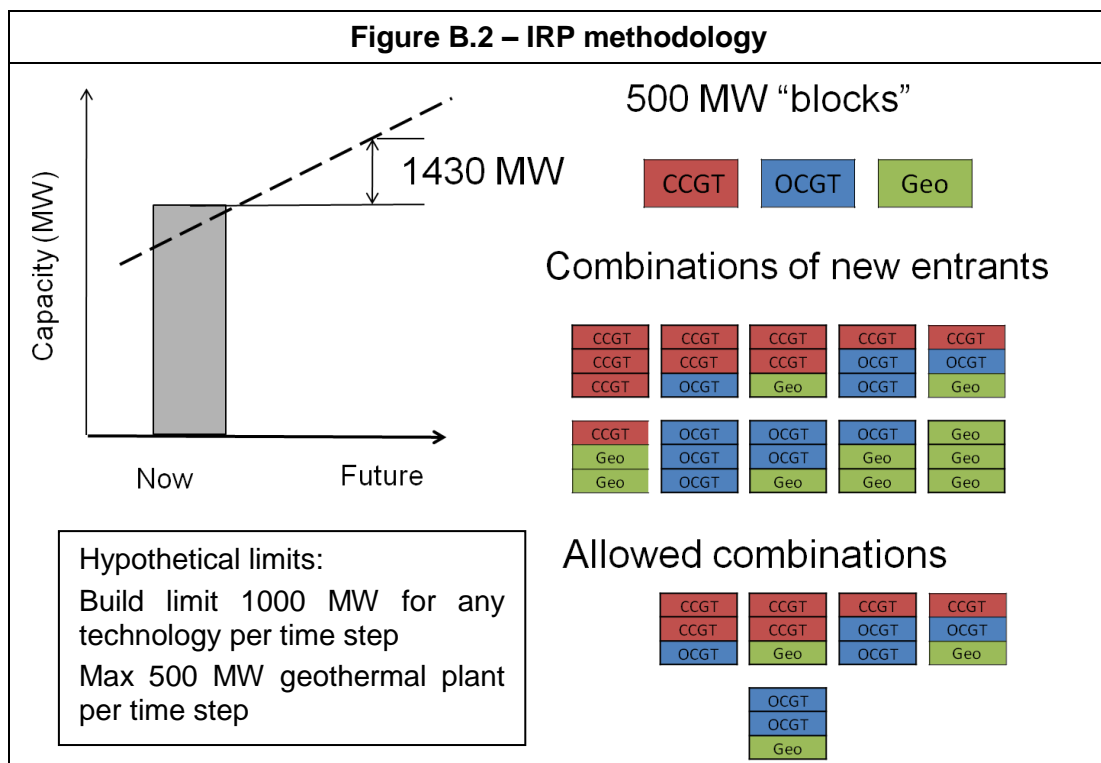 Figure B.2 – IRP methodology
Capacity (MW)
1430 MW
Now
Future
Hypothetical limits:
Build limit 1000 MW for any
technology per time step
Max 500 MW geothermal plant
per time step
500 MW “blocks”
CCGT OCGT Geo
Combinations of new entrants
CCGT CCGT CCGT CCGT CCGT
CCGT CCGT CCGT OCGT OCGT
CCGT OCGT Geo OCGT Geo
CCGT OCGT OCGT OCGT Geo
Geo OCGT OCGT Geo Geo
Geo OCGT Geo Geo Geo
Allowed combinations
CCGT CCGT CCGT CCGT
CCGT CCGT OCGT OCGT
OCGT Geo OCGT Geo
OCGT
OCGT
Geo